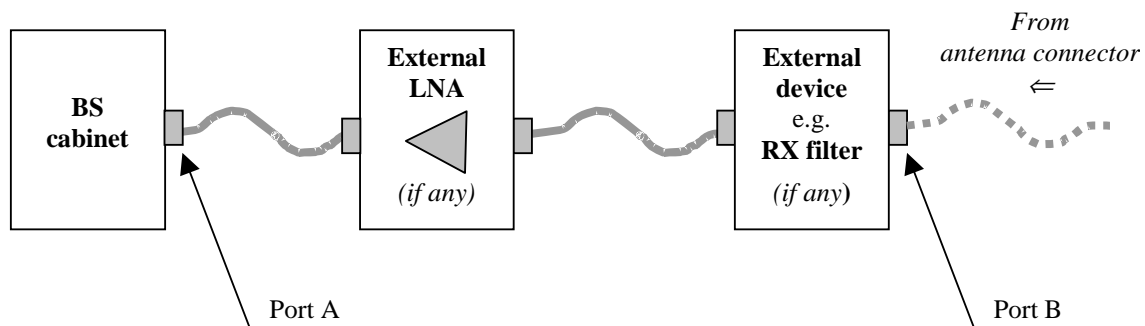 BS
cabinet
External
LNA
(if any)
External
device
e.g.
RX filter
(if any)
From
antenna connector
⇐
Port A
Port B